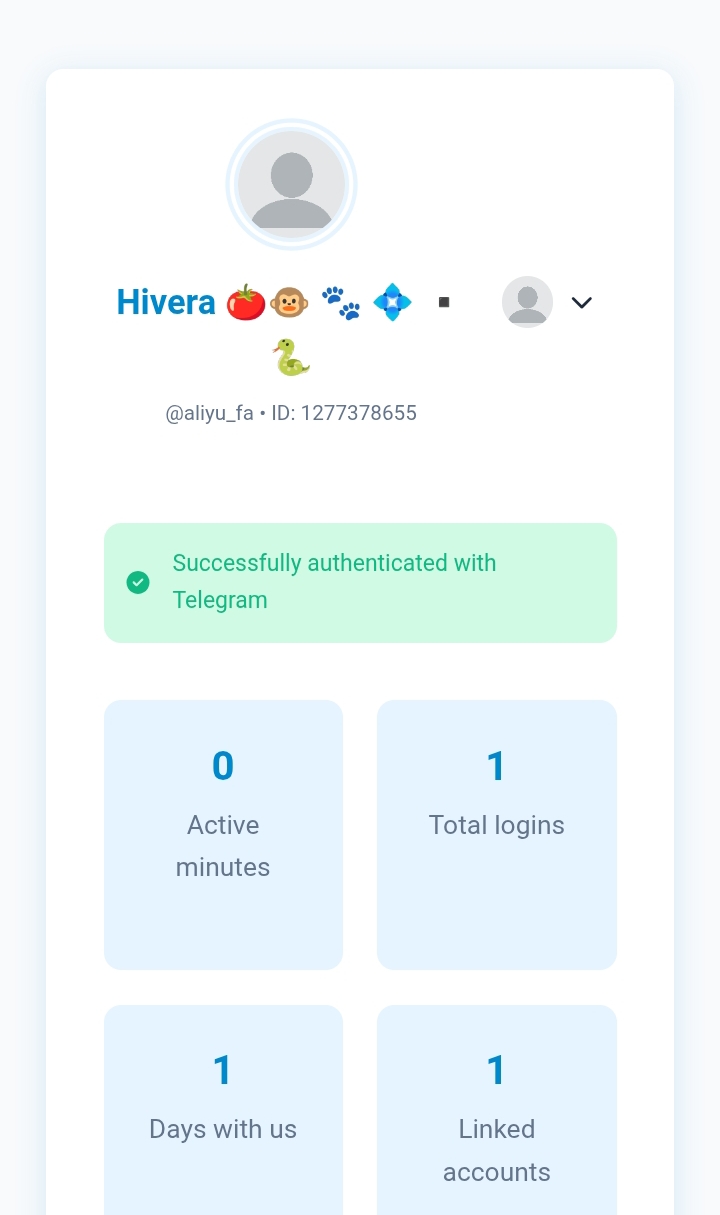 Hivera 🍅🐵 🐾 💠 ▪️
🐍
@aliyu_fa • ID: 1277378655
Successfully authenticated with
Telegram
0
Active
minutes
1
Total logins
1
Days with us
1
Linked
accounts